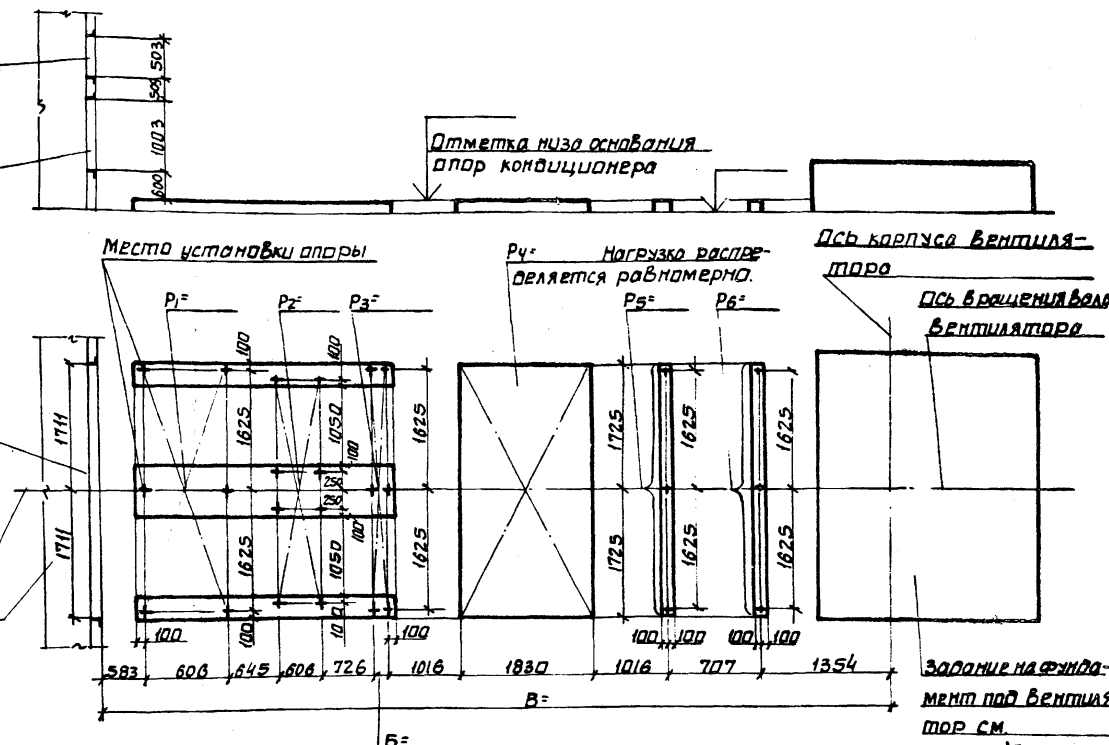 503
509
1003
600
Отметка низа основания
опор кондиционера
Место установки опоры
P1=
P2=
P3=
P4= Нагрузка распре-
деляется равномерно.
P5=
P6=
Ось корпуса вентиля-
тора
Ось вращения вала
вентилятора
100
100
1711
1625
1050
100
1625
1725
1625
1625
250
250
1711
1625
100
1050
1625
1725
1625
1625
100
100
100
100
100 100
100 100
583 606 645 606 726 1016 1830 1016 707 1354
В=
Б=
Задание на фунда-
мент под вентиля
тор см.